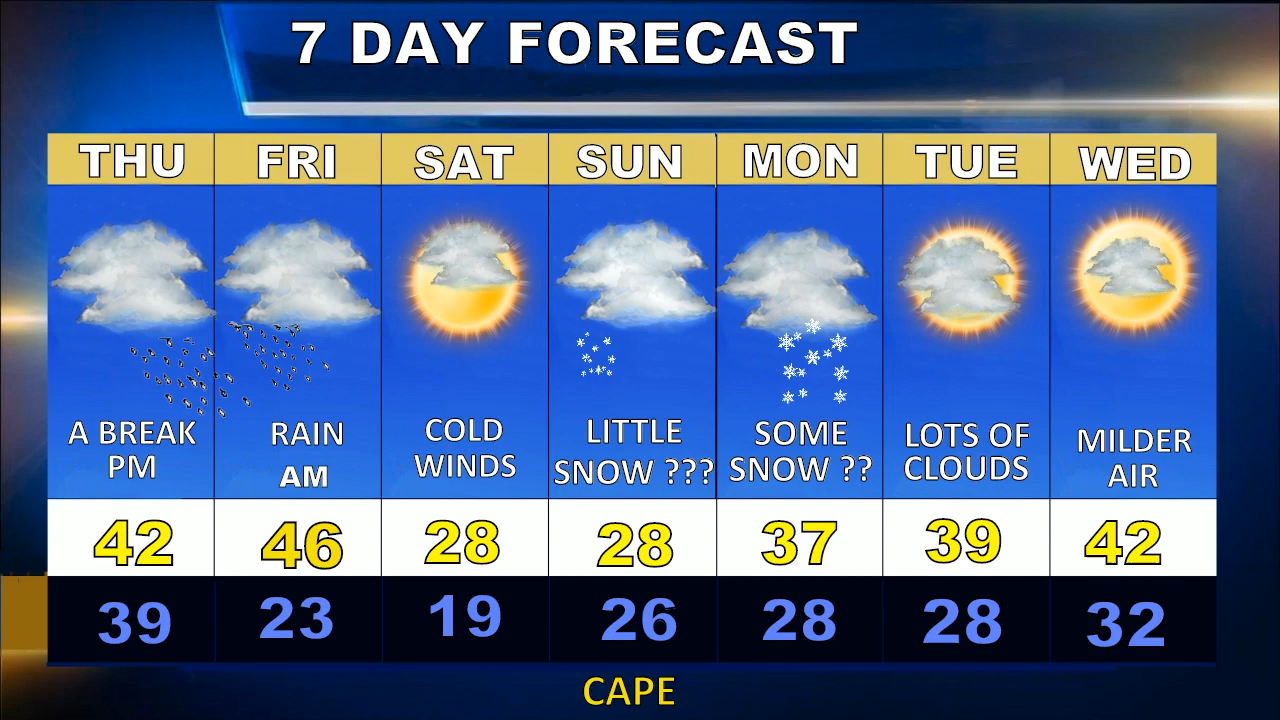 7 DAY FORECAST
THU FRI SAT SUN MON TUE WED
A BREAK
PM
RAIN
AM
COLD
WINDS
LITTLE
SNOW ???
SOME
SNOW ??
LOTS OF
CLOUDS
MILDER
AIR
42 46 28 28 37 39 42
39 23 19 26 28 28 32
CAPE